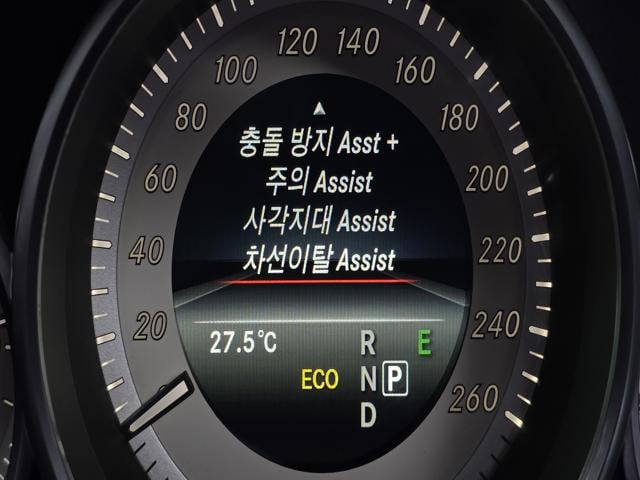 120 140
100 160
80 180
▲
충돌 방지 Asst +
60 주의 Assist 200
사각지대 Assist
40 차선이탈 Assist 220
20 240
27.5°C R E
ECO N P
D 260